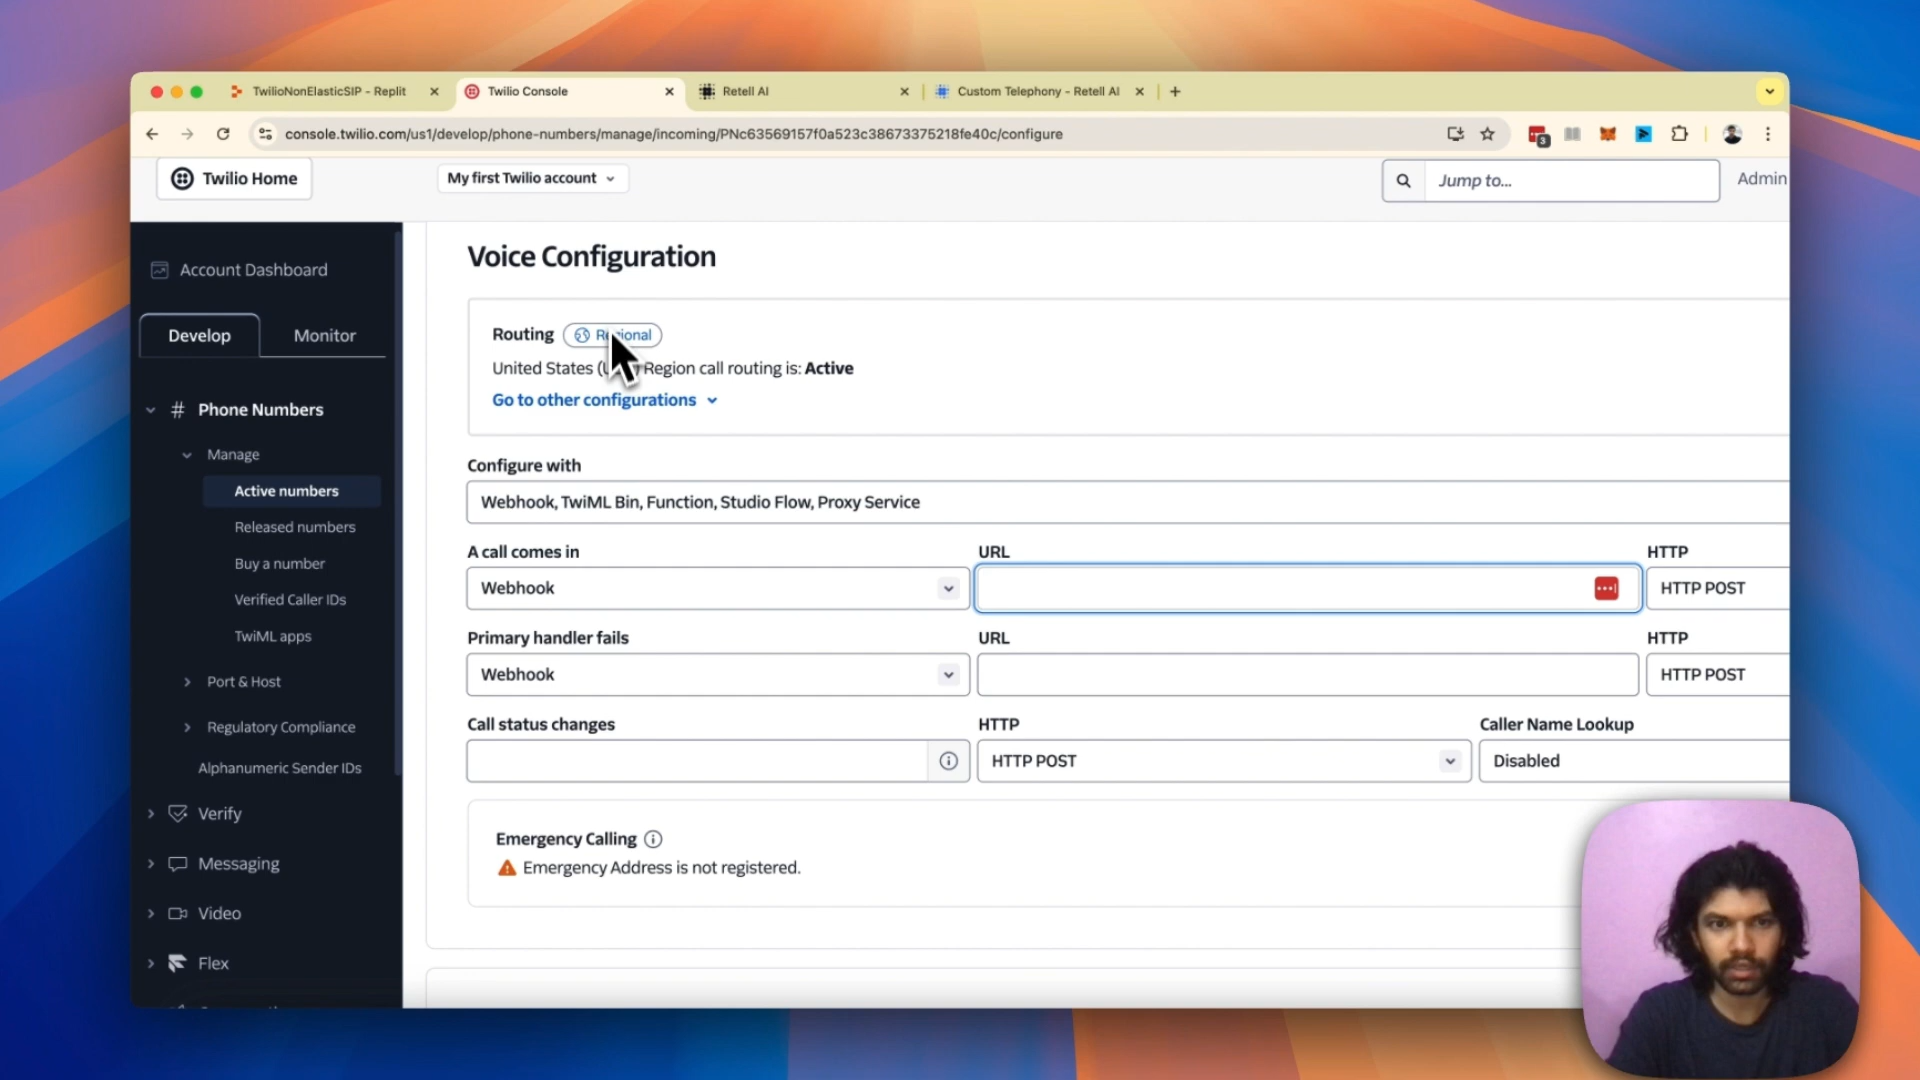 TwilioNonElasticSIP - Replit
Twilio Console
Retell AI
Custom Telephony - Retell AI
console.twilio.com/us1/develop/phone-numbers/manage/incoming/PNc63569157f0a523c38673375218fe40c/configure
3
Twilio Home
My first Twilio account
Jump to...
Admin
Account Dashboard
Develop
Monitor
Phone Numbers
Manage
Active numbers
Released numbers
Buy a number
Verified Caller IDs
TwiML apps
Port & Host
Regulatory Compliance
Alphanumeric Sender IDs
Verify
Messaging
Video
Flex
Voice Configuration
Routing Regional
United States Region call routing is: Active
Go to other configurations
Configure with
Webhook, TwiML Bin, Function, Studio Flow, Proxy Service
A call comes in
URL
HTTP
Webhook
HTTP POST
Primary handler fails
URL
HTTP
Webhook
HTTP POST
Call status changes
HTTP
Caller Name Lookup
HTTP POST
Disabled
Emergency Calling
Emergency Address is not registered.